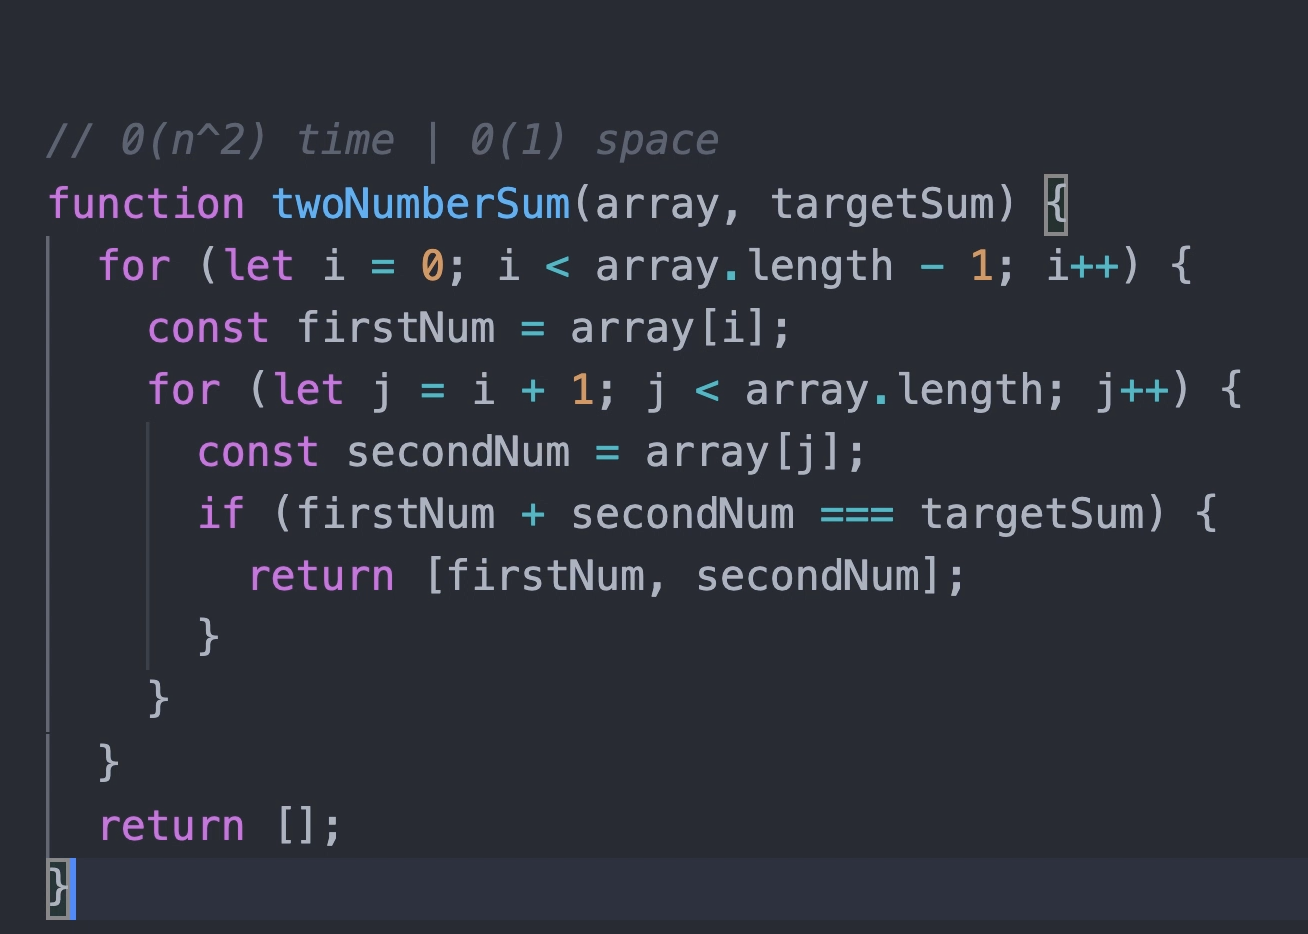 // O(n^2) time | O(1) space
function twoNumberSum(array, targetSum) {
  for (let i = 0; i < array.length - 1; i++) {
    const firstNum = array[i];
    for (let j = i + 1; j < array.length; j++) {
      const secondNum = array[j];
      if (firstNum + secondNum === targetSum) {
        return [firstNum, secondNum];
      }
    }
  }
  return [];
}